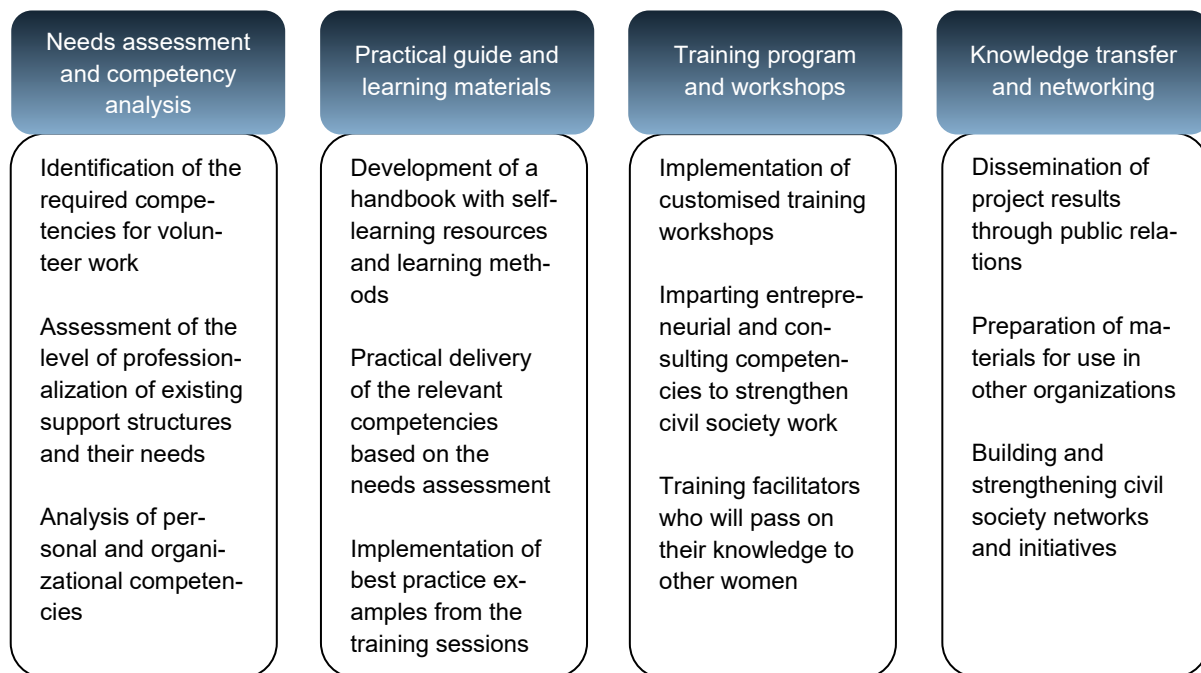 Needs assessment
and competency
analysis
Identification of the
required compe-
tencies for volun-
teer work
Assessment of the
level of profession-
alization of existing
support structures
and their needs
Analysis of per-
sonal and organi-
zational competen-
cies
Practical guide and
learning materials
Development of a
handbook with self-
learning resources
and learning meth-
ods
Practical delivery
of the relevant
competencies
based on the
needs assessment
Implementation of
best practice ex-
amples from the
training sessions
Training program
and workshops
Implementation of
customised training
workshops
Imparting entrepre-
neurial and con-
sulting competen-
cies to strengthen
civil society work
Training facilitators
who will pass on
their knowledge to
other women
Knowledge transfer
and networking
Dissemination of
project results
through public rela-
tions
Preparation of ma-
terials for use in
other organizations
Building and
strengthening civil
society networks
and initiatives